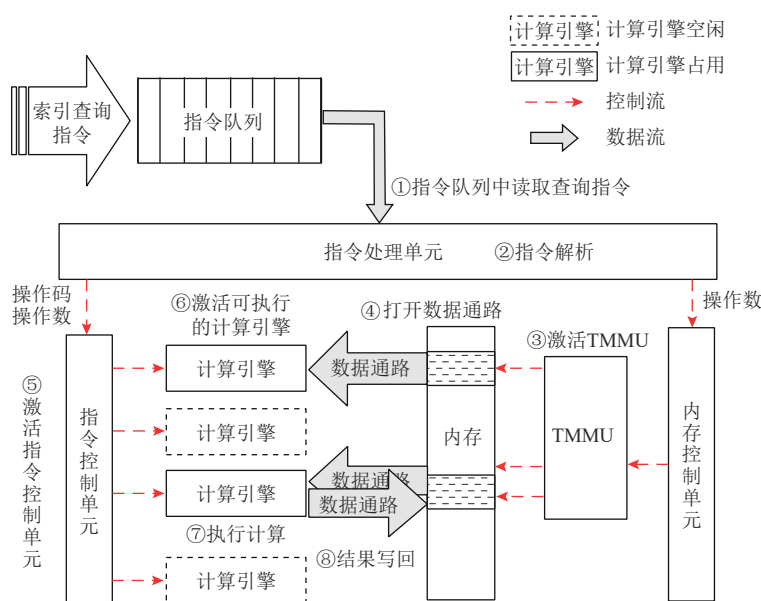 计算引擎 计算引擎空闲
计算引擎 计算引擎占用
控制流
数据流
索引查询
指令
指令队列
①指令队列中读取查询指令
指令处理单元 ②指令解析
操作码
操作数
操作数
⑥激活可执行
的计算引擎
④打开数据通路
③激活TMMU
计算引擎
数据通路
计算引擎
内存
TMMU
计算引擎
数据通路
数据通路
⑦执行计算
⑧结果写回
计算引擎
⑤激活指令控制单元
指令控制单元
内存控制单元